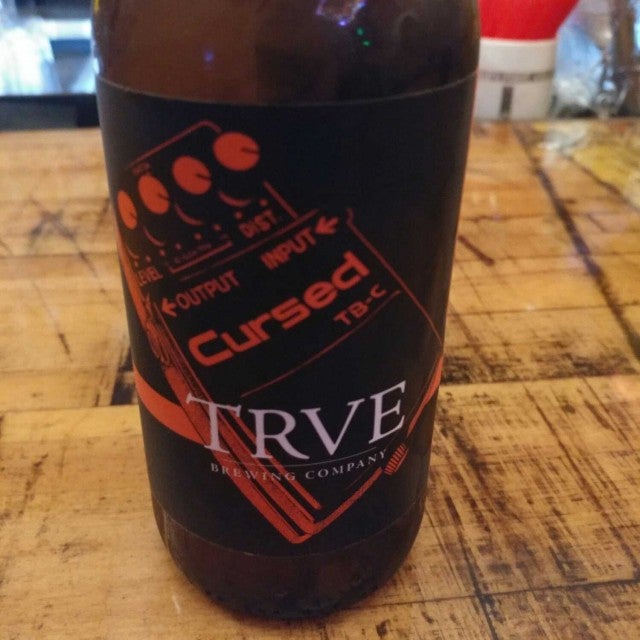 LEVEL
DIST
←OUTPUT
INPUT←
Cursed
TB-C
TRVE
BREWING COMPANY